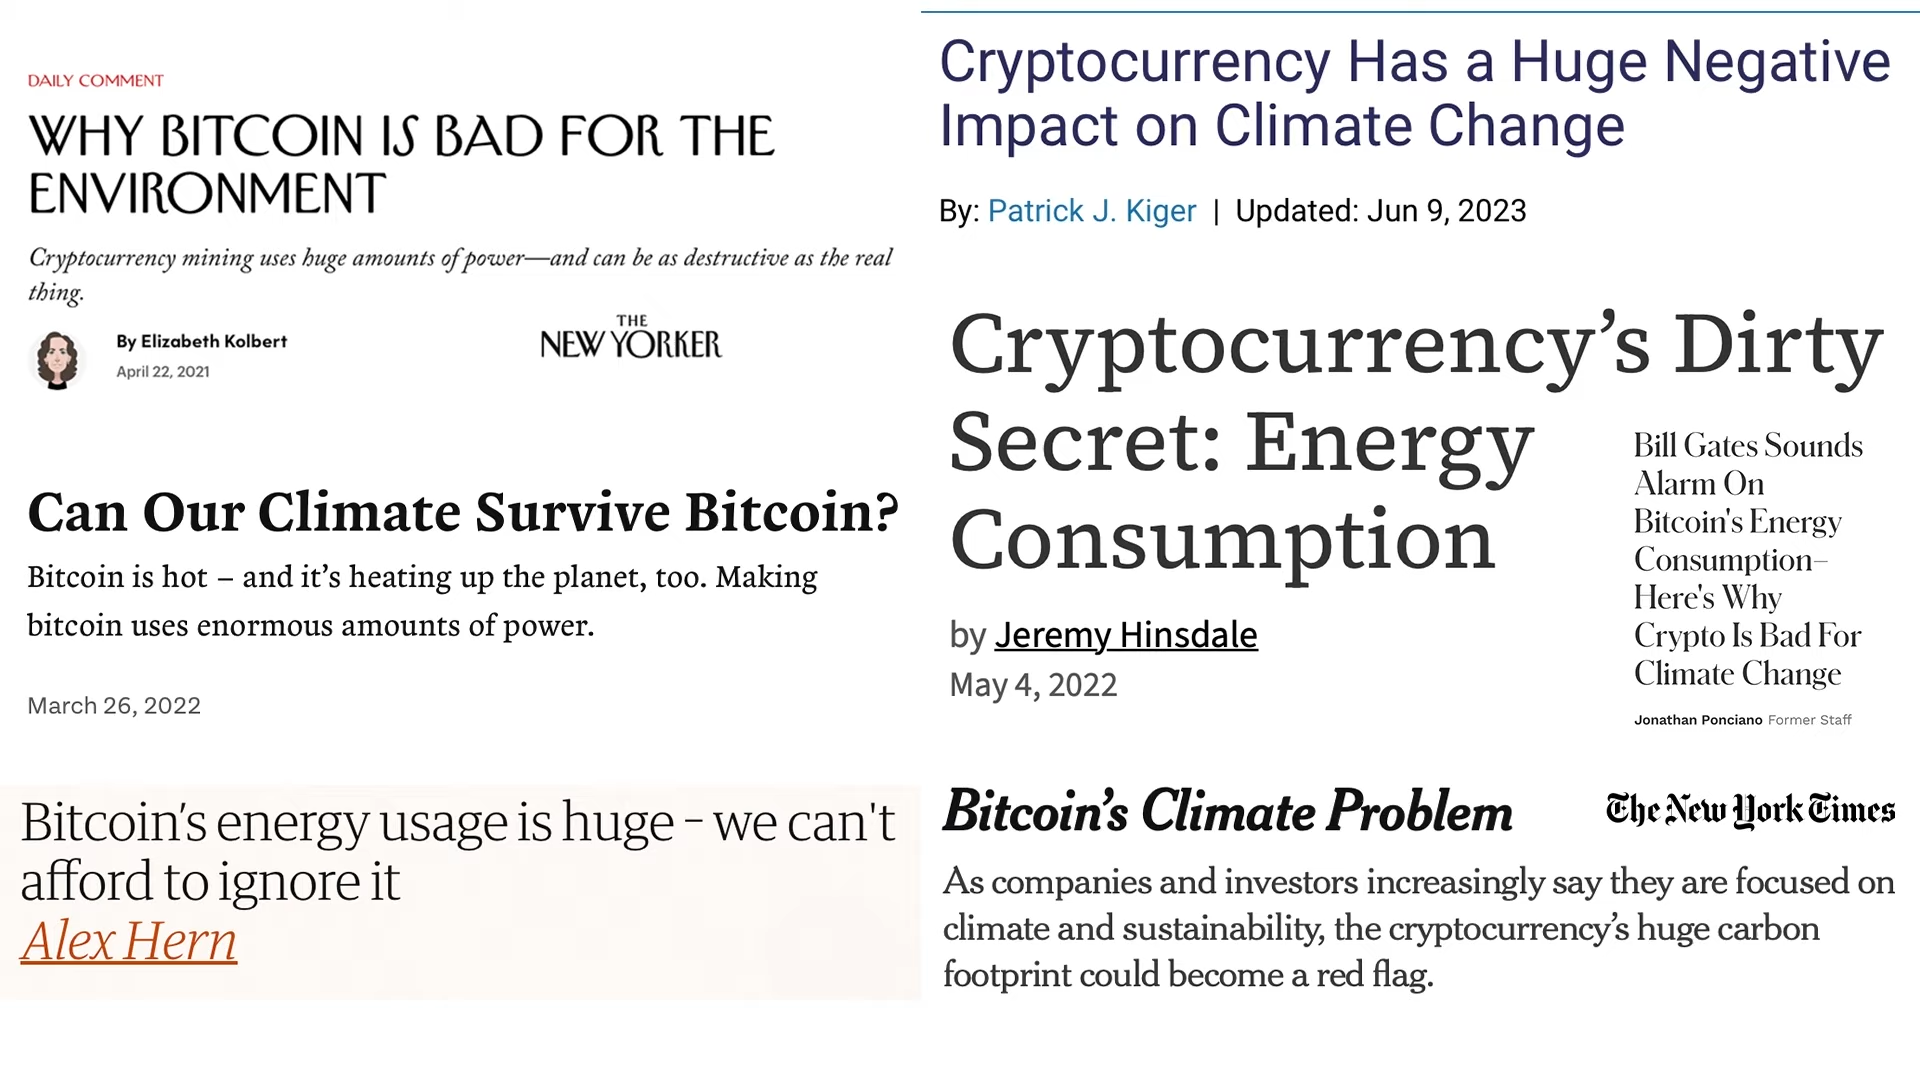 DAILY COMMENT
WHY BITCOIN IS BAD FOR THE
ENVIRONMENT
Cryptocurrency mining uses huge amounts of power—and can be as destructive as the real
thing.
By Elizabeth Kolbert
April 22, 2021
THE
NEW YORKER
Can Our Climate Survive Bitcoin?
Bitcoin is hot – and it’s heating up the planet, too. Making
bitcoin uses enormous amounts of power.
March 26, 2022
Bitcoin’s energy usage is huge – we can't
afford to ignore it
Alex Hern
Cryptocurrency Has a Huge Negative
Impact on Climate Change
By: Patrick J. Kiger | Updated: Jun 9, 2023
Cryptocurrency’s Dirty
Secret: Energy
Consumption
by Jeremy Hinsdale
May 4, 2022
Bill Gates Sounds
Alarm On
Bitcoin's Energy
Consumption–
Here's Why
Crypto Is Bad For
Climate Change
Jonathan Ponciano Former Staff
Bitcoin’s Climate Problem
The New York Times
As companies and investors increasingly say they are focused on
climate and sustainability, the cryptocurrency’s huge carbon
footprint could become a red flag.